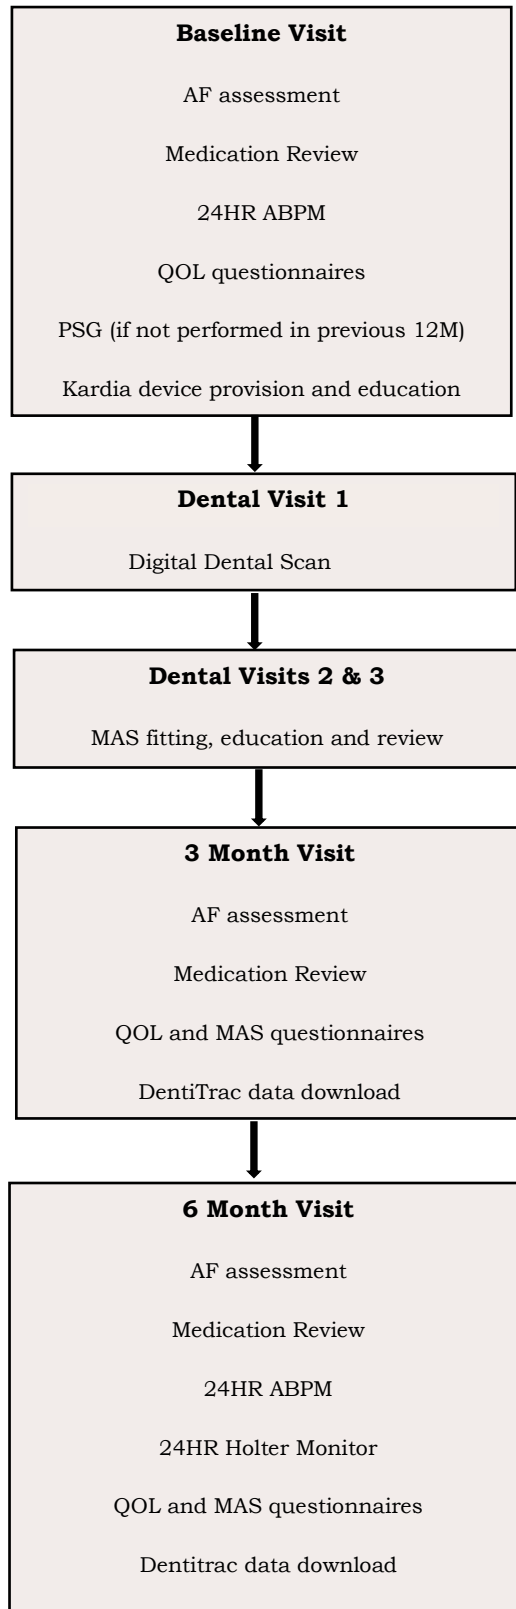 Baseline Visit
AF assessment
Medication Review
24HR ABPM
QOL questionnaires
PSG (if not performed in previous 12M)
Kardia device provision and education
Dental Visit 1
Digital Dental Scan
Dental Visits 2 & 3
MAS fitting, education and review
3 Month Visit
AF assessment
Medication Review
QOL and MAS questionnaires
DentiTrac data download
6 Month Visit
AF assessment
Medication Review
24HR ABPM
24HR Holter Monitor
QOL and MAS questionnaires
Dentitrac data download